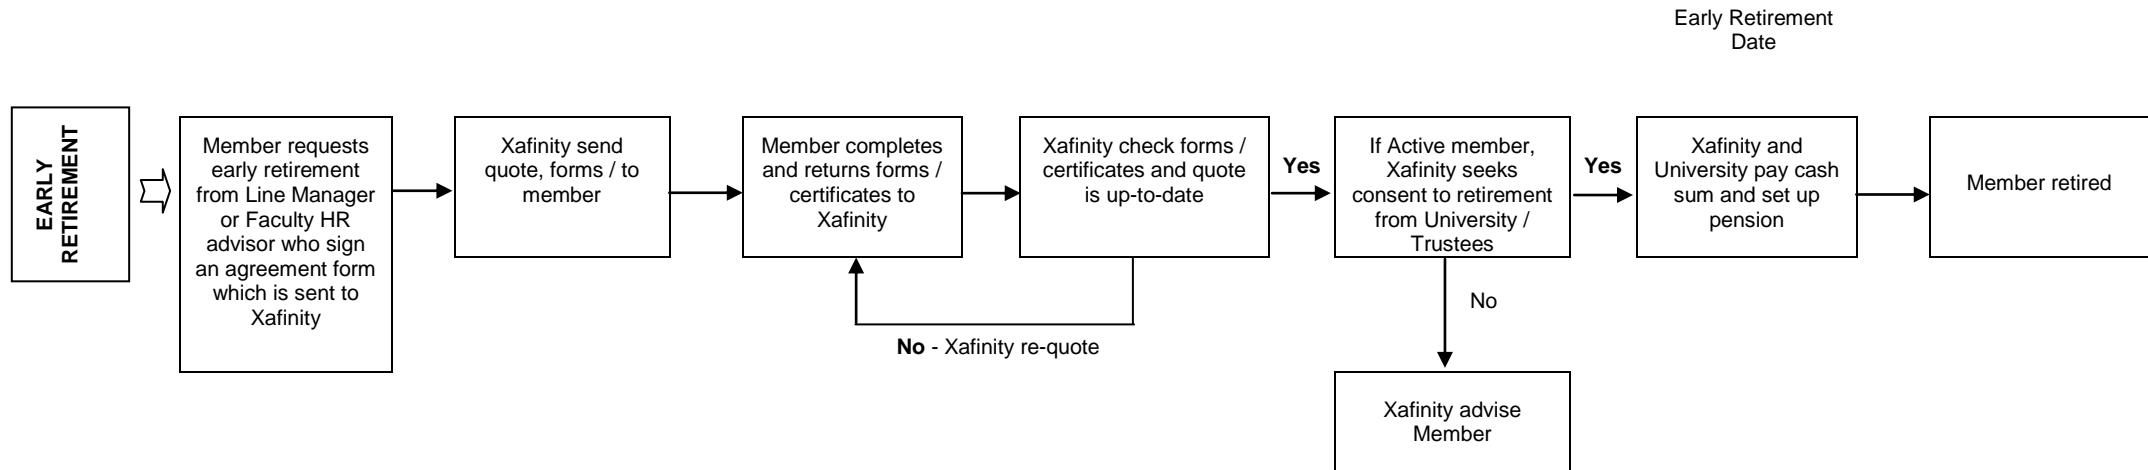 Early Retirement
Date
EARLY
RETIREMENT
Member requests
early retirement
from Line Manager
or Faculty HR
advisor who sign
an agreement form
which is sent to
Xafinity
Xafinity send
quote, forms / to
member
Member completes
and returns forms /
certificates to
Xafinity
Xafinity check forms /
certificates and quote
is up-to-date
Yes
If Active member,
Xafinity seeks
consent to retirement
from University /
Trustees
Yes
Xafinity and
University pay cash
sum and set up
pension
Member retired
No - Xafinity re-quote
No
Xafinity advise
Member